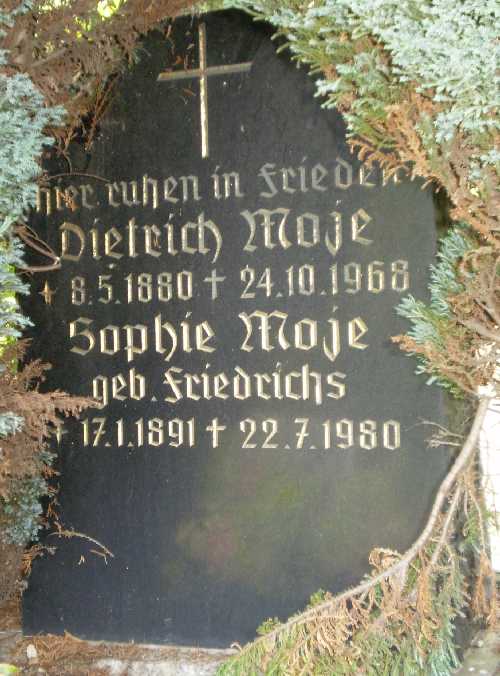 Hier ruhen in Frieden
Dietrich Moje
* 8.5.1880 † 24.10.1968
Sophie Moje
geb. Friedrichs
* 17.1.1891 † 22.7.1980